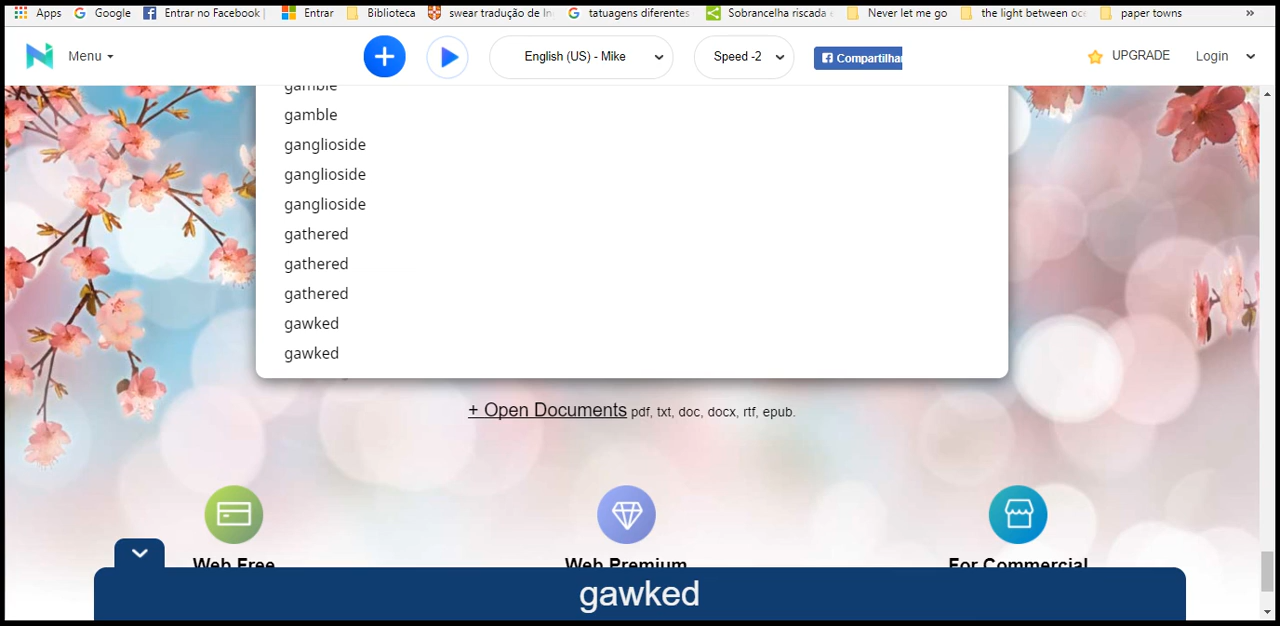 Apps Google Entrar no Facebook Entrar Biblioteca swear tradução de In tatuagens diferentes Sobrancelha riscada Never let me go the light between oce paper towns »
Menu English (US) - Mike Speed -2 Compartilhar UPGRADE Login
gamble
gamble
ganglioside
ganglioside
ganglioside
gathered
gathered
gathered
gawked
gawked
+ Open Documents pdf, txt, doc, docx, rtf, epub.
Web Free Web Premium For Commercial
gawked